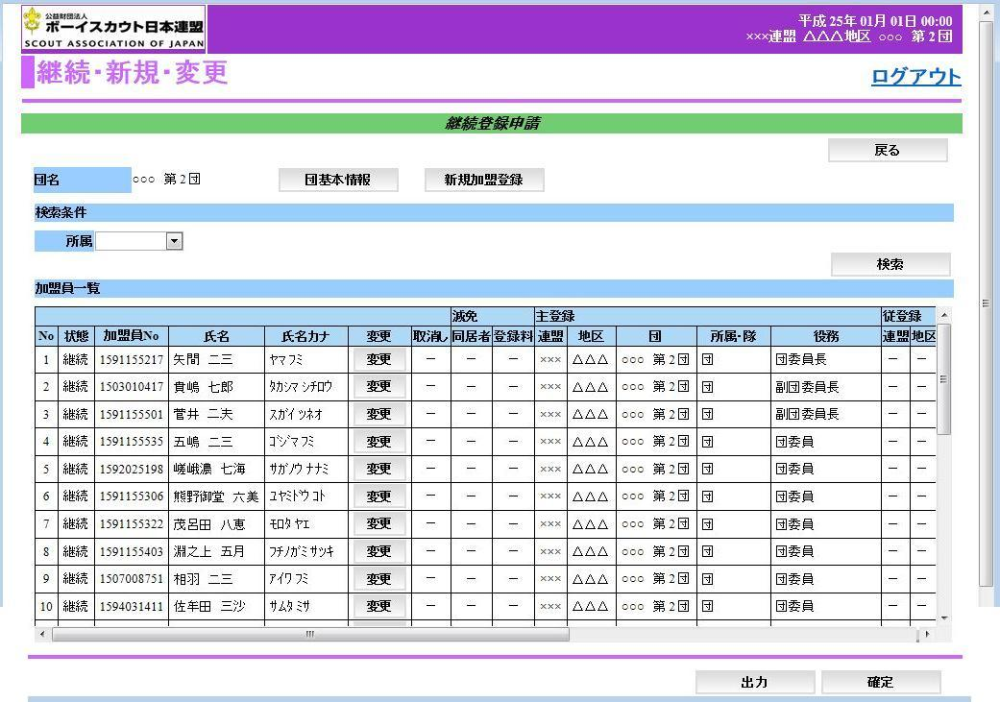 公益財団法人
ボーイスカウト日本連盟
SCOUT ASSOCIATION OF JAPAN
平成 25年 01月 01日 00:00
×××連盟 △△△地区 ○○○ 第2団
継続・新規・変更
ログアウト
継続登録申請
戻る
団名 ○○○ 第2団 団基本情報 新規加盟登録
検索条件
所属
検索
加盟員一覧
減免 主登録 従登録
No 状態 加盟員No 氏名 氏名カナ 変更 取消し 同居者 登録料 連盟 地区 団 所属・隊 役務 連盟 地区
1 継続 1591155217 矢間 二三 ヤマ フミ 変更 － － － ××× △△△ ○○○ 第2団 団 団委員長 － －
2 継続 1503010417 貴嶋 七郎 タカシマ シチロウ 変更 － － － ××× △△△ ○○○ 第2団 団 副団委員長 － －
3 継続 1591155501 菅井 二夫 スガイ ツネオ 変更 － － － ××× △△△ ○○○ 第2団 団 副団委員長 － －
4 継続 1591155535 五嶋 二三 ゴジマ フミ 変更 － － － ××× △△△ ○○○ 第2団 団 団委員 － －
5 継続 1592025198 嵯峨濃 七海 サガノウ ナナミ 変更 － － － ××× △△△ ○○○ 第2団 団 団委員 － －
6 継続 1591155306 熊野御堂 六美 ユヤミドウ コト 変更 － － － ××× △△△ ○○○ 第2団 団 団委員 － －
7 継続 1591155322 茂呂田 八恵 モロタ ヤエ 変更 － － － ××× △△△ ○○○ 第2団 団 団委員 － －
8 継続 1591155403 淵之上 五月 フチノガミ サツキ 変更 － － － ××× △△△ ○○○ 第2団 団 団委員 － －
9 継続 1507008751 相羽 二三 アイワ フミ 変更 － － － ××× △△△ ○○○ 第2団 団 団委員 － －
10 継続 1594031411 佐牟田 三沙 サムタ ミサ 変更 － － － ××× △△△ ○○○ 第2団 団 団委員 － －
出力 確定